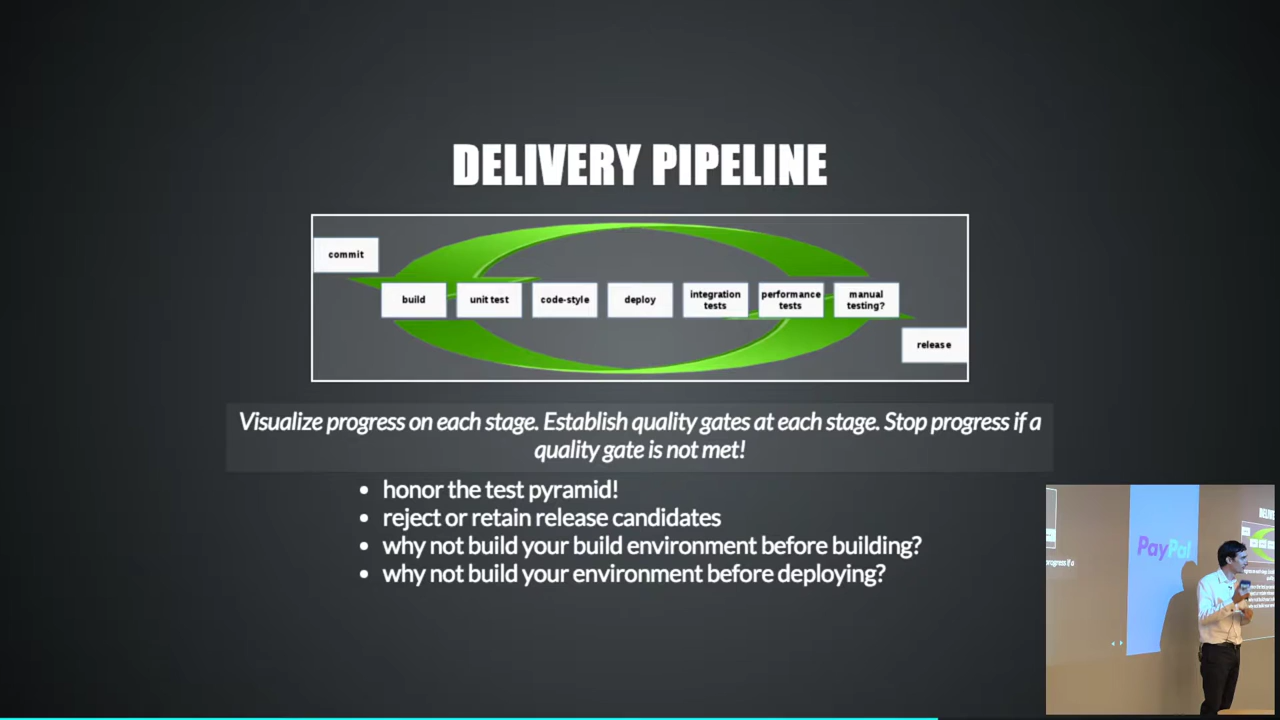 DELIVERY PIPELINE
commit
build
unit test
code-style
deploy
integration
tests
performance
tests
manual
testing?
release
Visualize progress on each stage. Establish quality gates at each stage. Stop progress if a
quality gate is not met!
honor the test pyramid!
reject or retain release candidates
why not build your build environment before building?
why not build your environment before deploying?
PayPal
progress if a